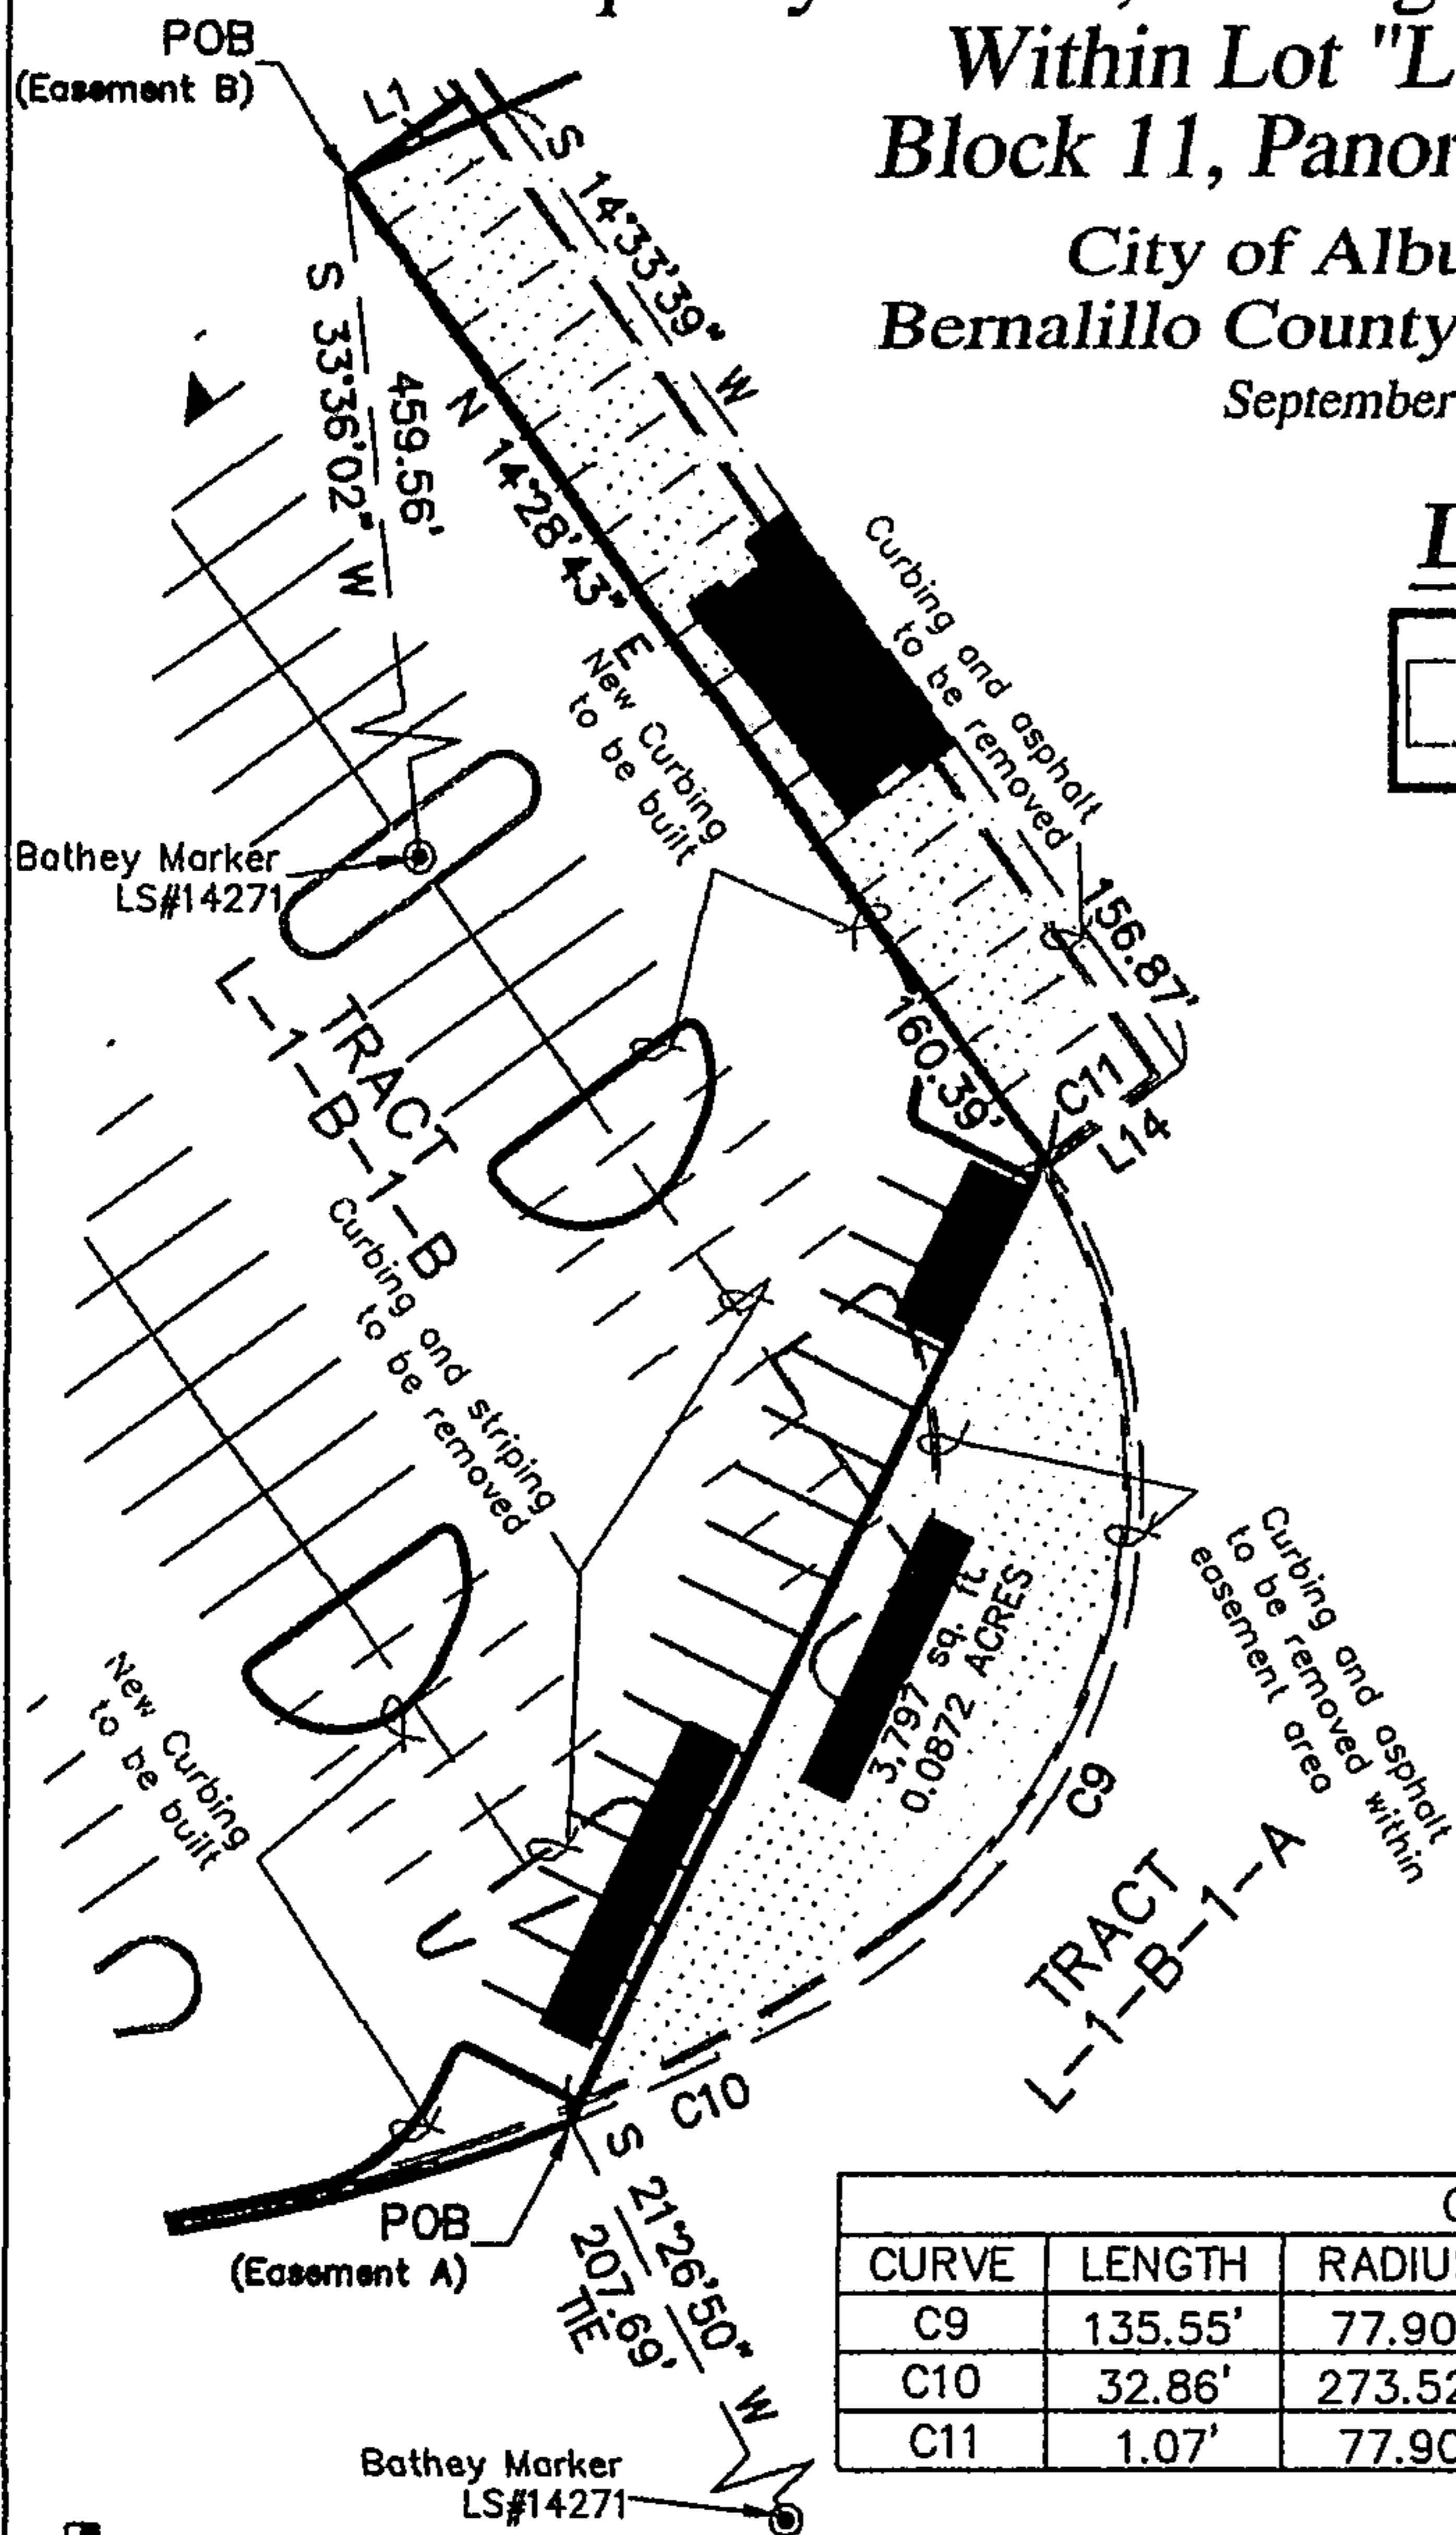 Within Lot "L
Block 11, Panor
City of Albu
Bernalillo County
September
POB
(Easement B)
L1
S 14°33'39" W
S 33°36'02" W
459.56'
N 14°28'43" E
Curbing and asphalt
to be removed
New Curbing
to be built
Bathey Marker
LS#14271
156.87'
160.39'
C11
L14
TRACT
L-1-B-1-B
Curbing and striping
to be removed
3,797 sq. ft.
0.0872 ACRES
Curbing and asphalt
to be removed within
easement area
New Curbing
to be built
C9
TRACT
L-1-B-1-A
C10
POB
(Easement A)
S 21°26'50" W
207.69'
TIE
Bathey Marker
LS#14271
C
CURVE LENGTH RADIU
C9 135.55' 77.90
C10 32.86' 273.52
C11 1.07' 77.90